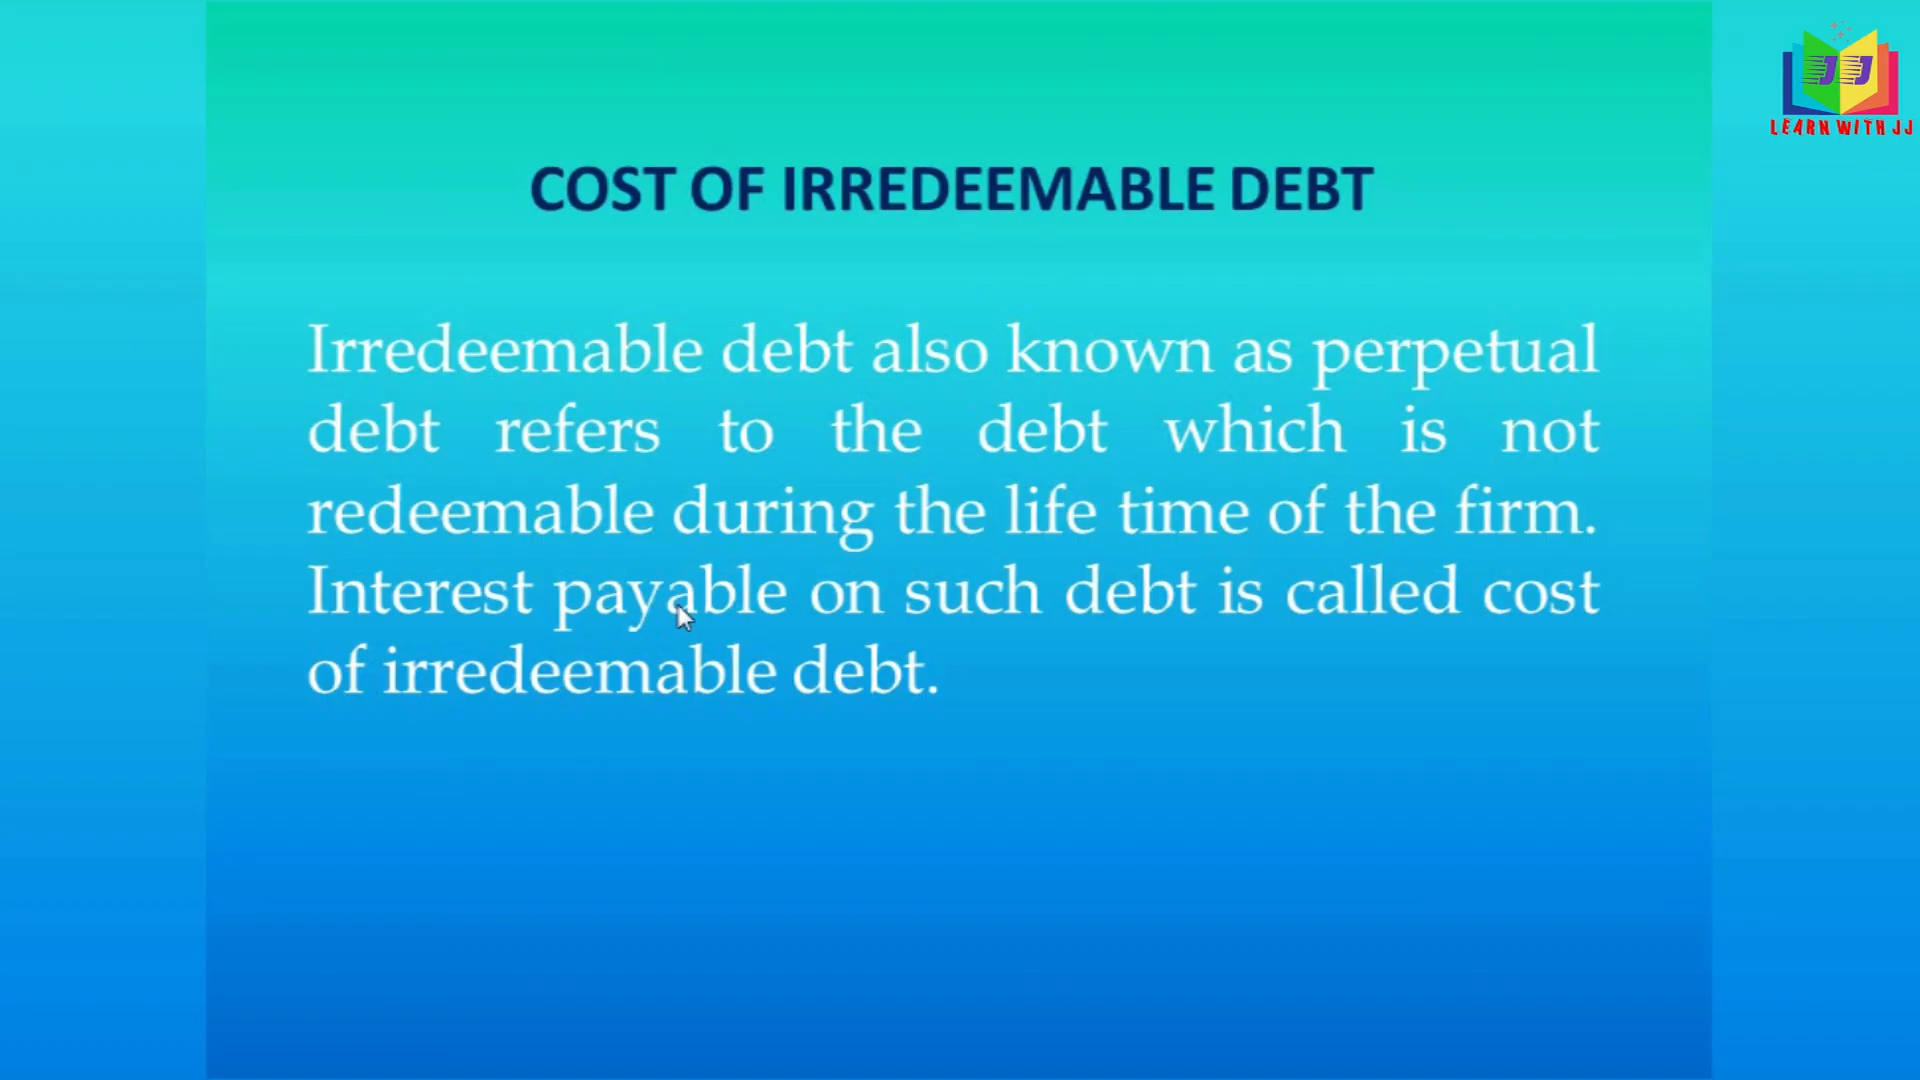 JJ
LEARN WITH JJ
COST OF IRREDEEMABLE DEBT
Irredeemable debt also known as perpetual
debt refers to the debt which is not
redeemable during the life time of the firm.
Interest payable on such debt is called cost
of irredeemable debt.